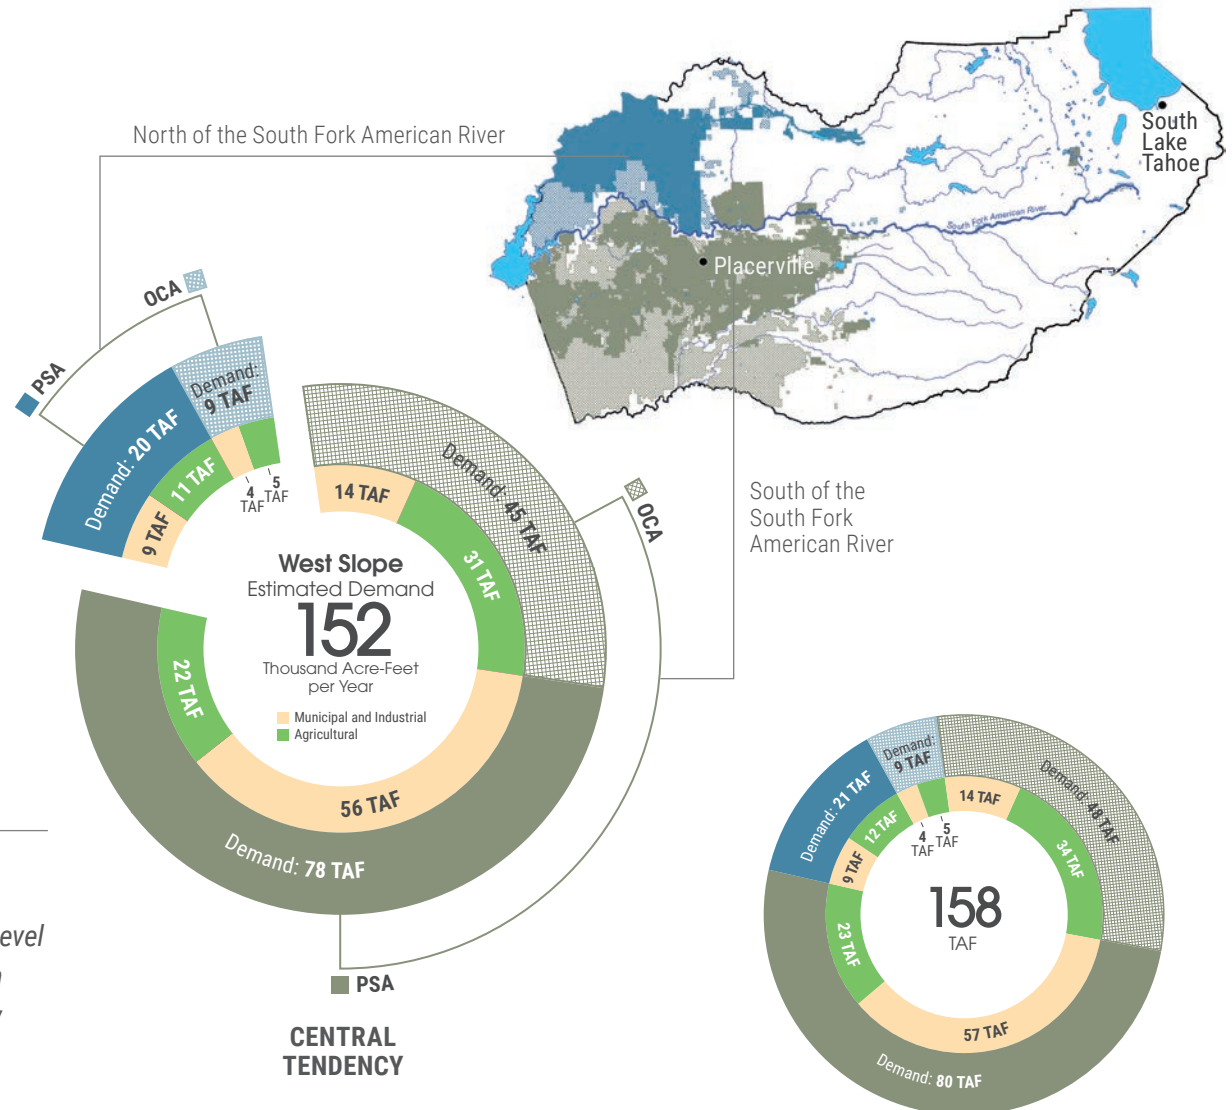 North of the South Fork American River
South
Lake
Tahoe
South Fork American River
Placerville
OCA
PSA
Demand:
9 TAF
Demand: 20 TAF
11 TAF
9 TAF
4
TAF
5
TAF
Demand: 45 TAF
14 TAF
31 TAF
OCA
South of the
South Fork
American River
West Slope
Estimated Demand
152
Thousand Acre-Feet
per Year
Municipal and Industrial
Agricultural
22 TAF
56 TAF
Demand: 78 TAF
PSA
CENTRAL
TENDENCY
evel
Demand:
9 TAF
Demand: 21 TAF
12 TAF
9 TAF
4
TAF
5
TAF
14 TAF
Demand: 48 TAF
34 TAF
158
TAF
23 TAF
57 TAF
Demand: 80 TAF